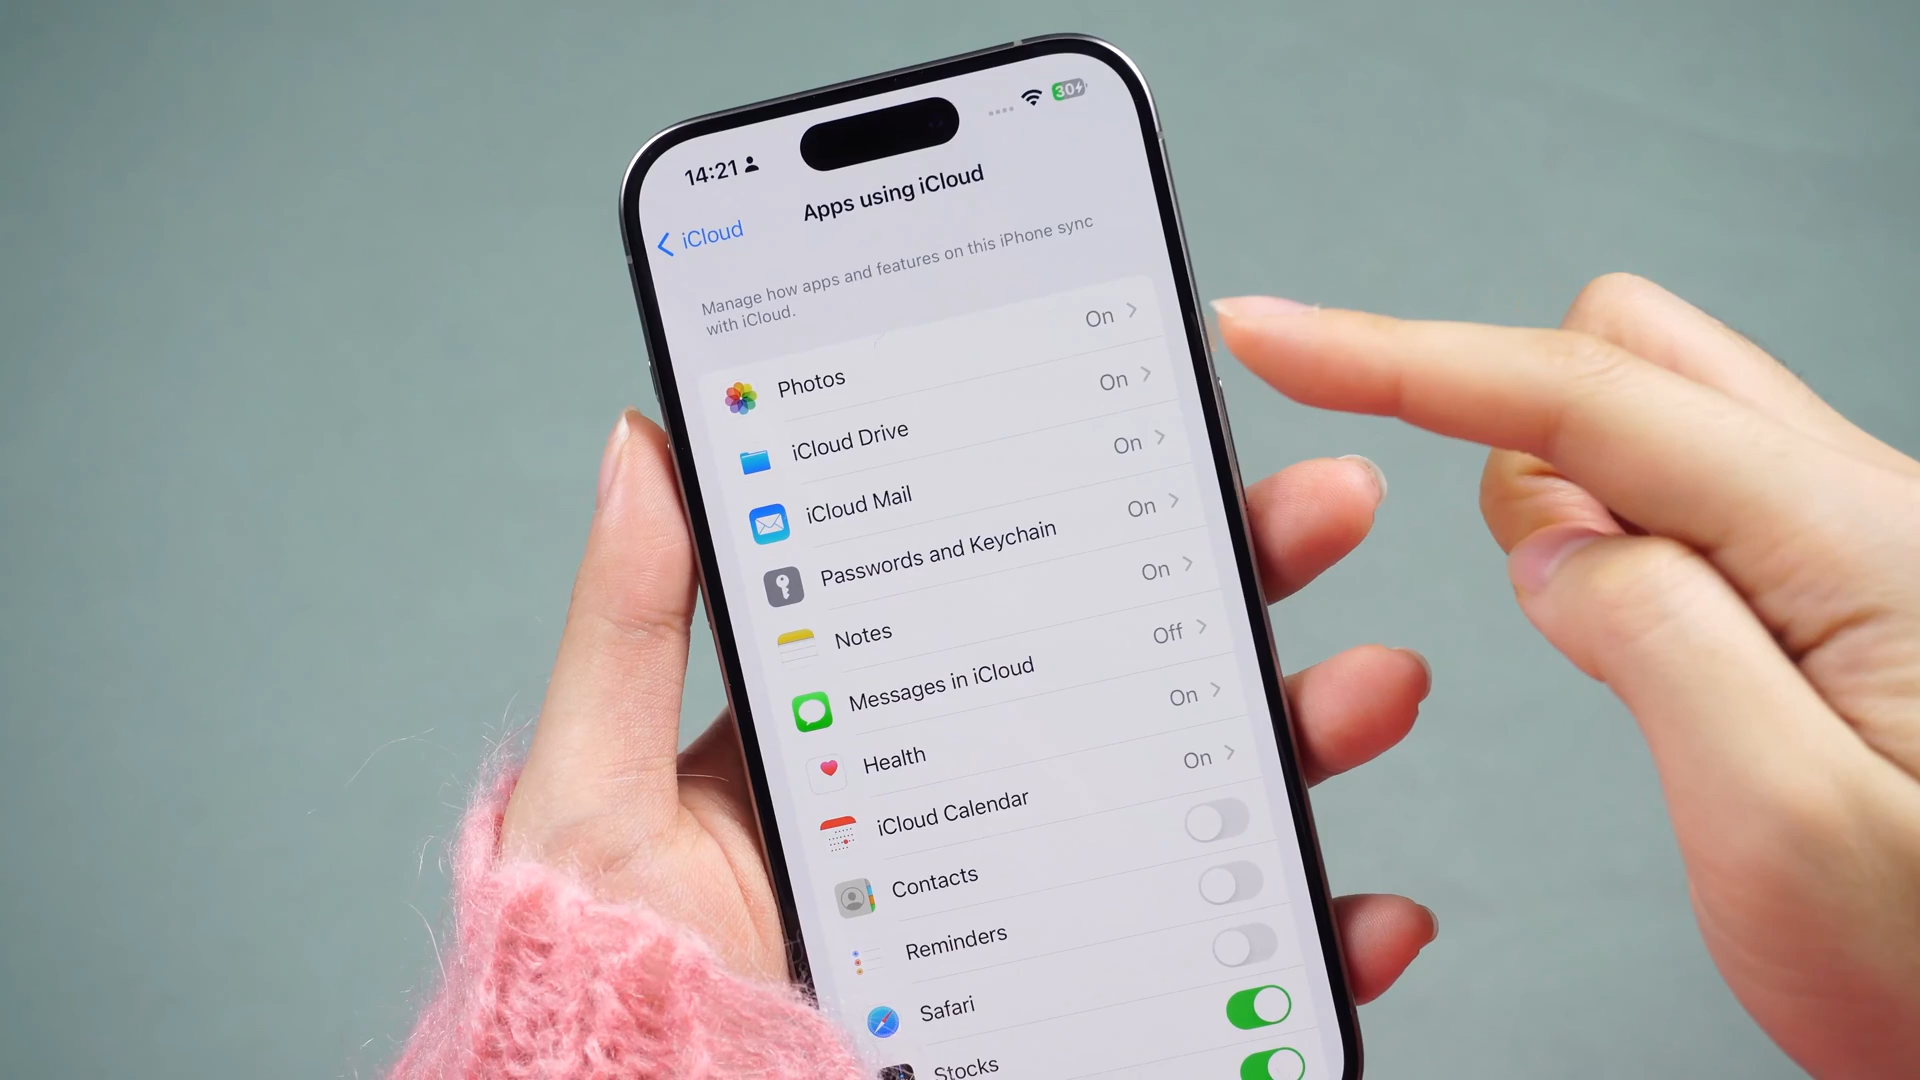 14:21
30
iCloud
Apps using iCloud
Manage how apps and features on this iPhone sync
with iCloud.
Photos On
iCloud Drive On
iCloud Mail On
Passwords and Keychain On
Notes On
Messages in iCloud Off
Health On
iCloud Calendar On
Contacts
Reminders
Safari
Stocks